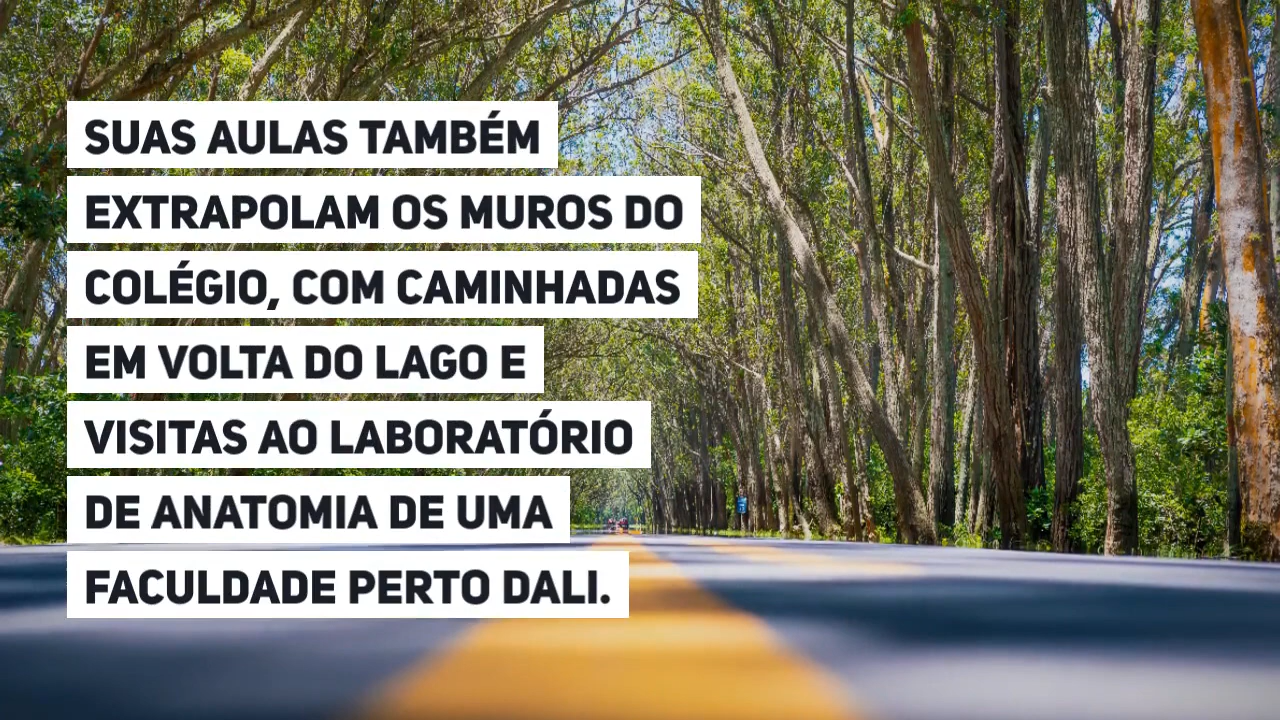 SUAS AULAS TAMBÉM
EXTRAPOLAM OS MUROS DO
COLÉGIO, COM CAMINHADAS
EM VOLTA DO LAGO E
VISITAS AO LABORATÓRIO
DE ANATOMIA DE UMA
FACULDADE PERTO DALI.